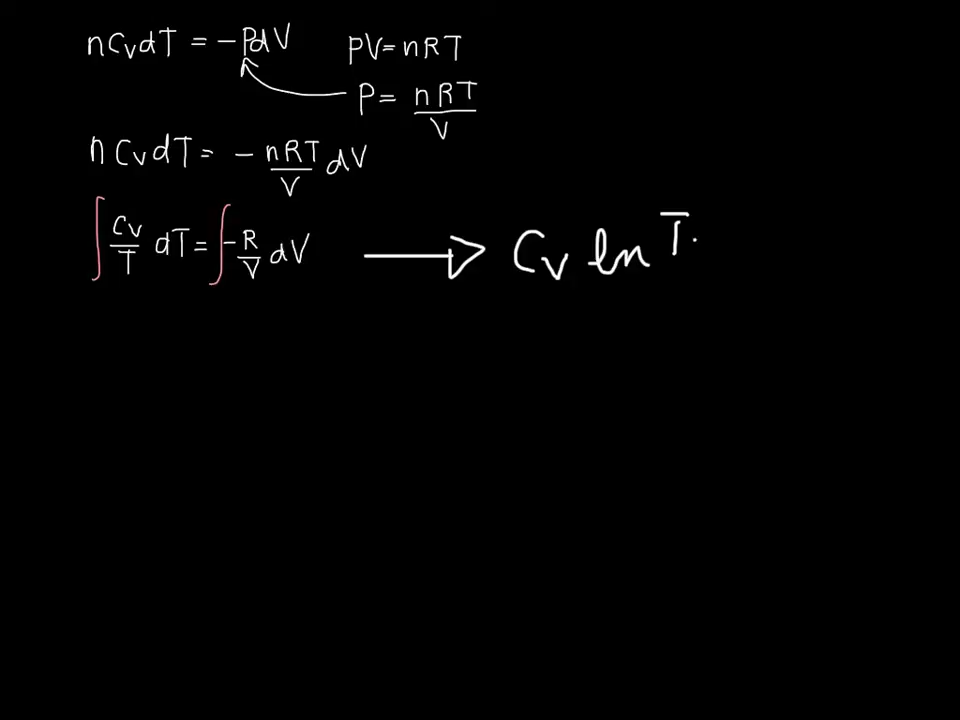 nCvdT = -PdV PV = nRT
P = nRT/V
nCvdT = - nRT/V dV
∫ Cv/T dT = ∫ -R/V dV → Cv ln T